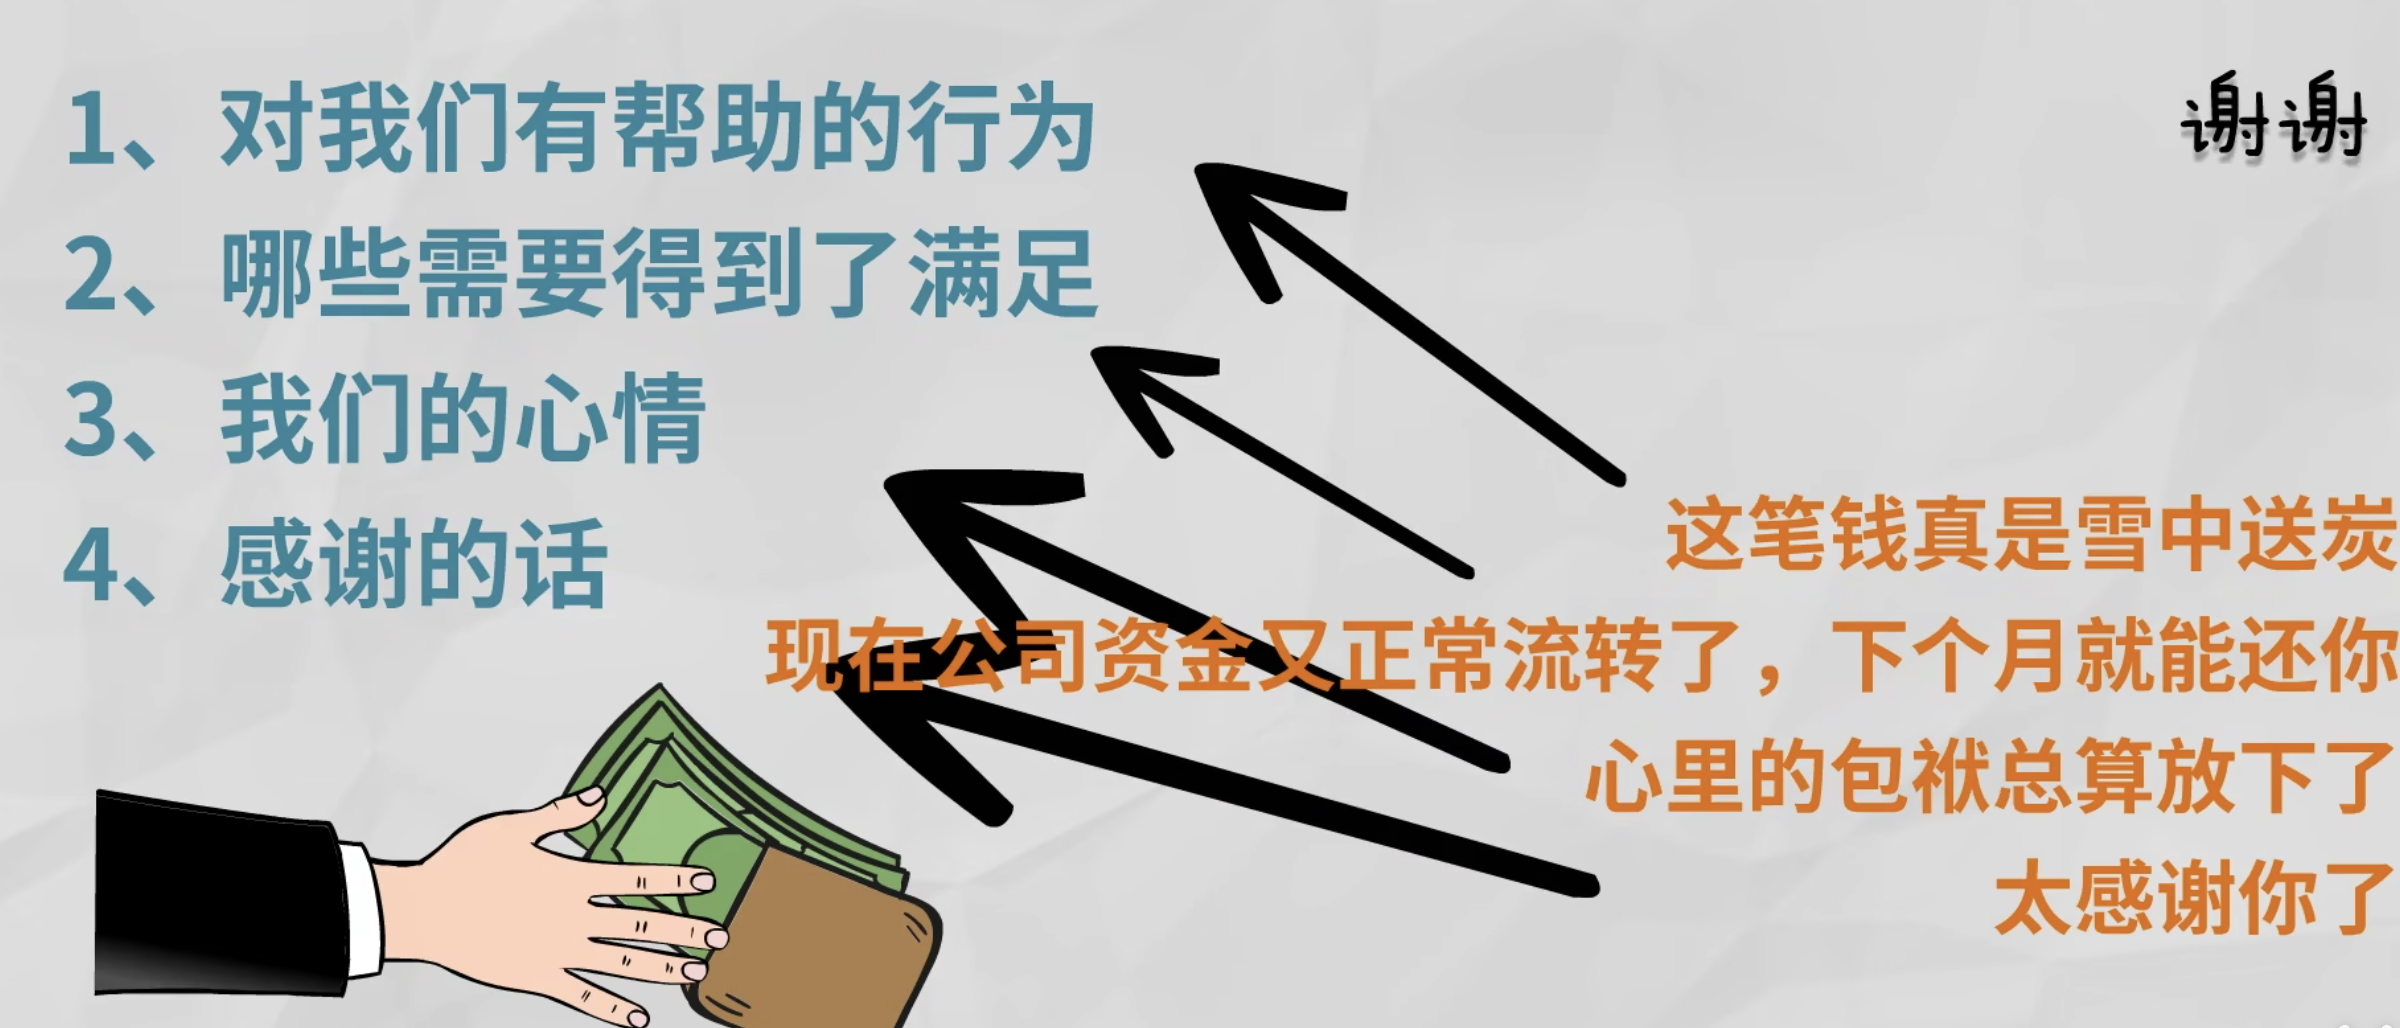 1、对我们有帮助的行为
2、哪些需要得到了满足
3、我们的心情
4、感谢的话
谢谢
这笔钱真是雪中送炭
现在公司资金又正常流转了，下个月就能还你
心里的包袱总算放下了
太感谢你了